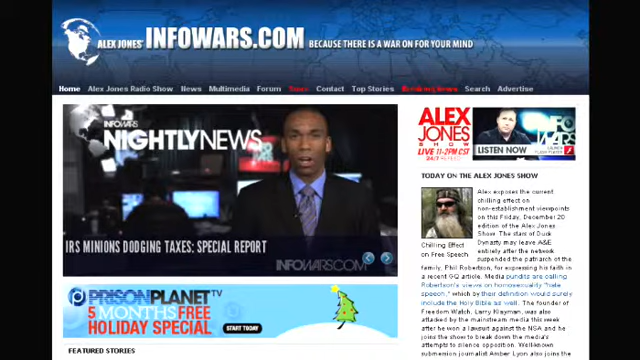 ALEX JONES' INFOWARS.COM BECAUSE THERE IS A WAR ON FOR YOUR MIND
Home Alex Jones Radio Show News Multimedia Forum Contact Top Stories Breaking News Search Advertise
INFOWARS
NIGHTLYNEWS
IRS MINIONS DODGING TAXES: SPECIAL REPORT
INFOWARS.COM
PRISONPLANET TV
5 MONTHS FREE
HOLIDAY SPECIAL
START TODAY
FEATURED STORIES
ALEX
JONES
SHOW
LIVE 11-2PM CST
24/7 RE-FEED
LISTEN NOW
TODAY ON THE ALEX JONES SHOW
Chilling Effect
on Free Speech
Alex exposes the current
chilling effect on
non-establishment viewpoints
on this Friday, December 20
edition of the Alex Jones
Show. The stars of Duck
Dynasty may leave A&E
entirely after the network
suspended the patriarch of the
family, Phil Robertson, for expressing his faith in
a recent GQ article. Media pundits are calling
Robertson's views on homosexuality "hate
speech," which by their definition would surely
include the Holy Bible as well. The founder of
Freedom Watch, Larry Klayman, was also
attacked by the mainstream media this week
after he won a lawsuit against the NSA and he
joins the show to break down the media's
attempts to silence opposition. Well-known
submission journalist Amber Lyon also joins the